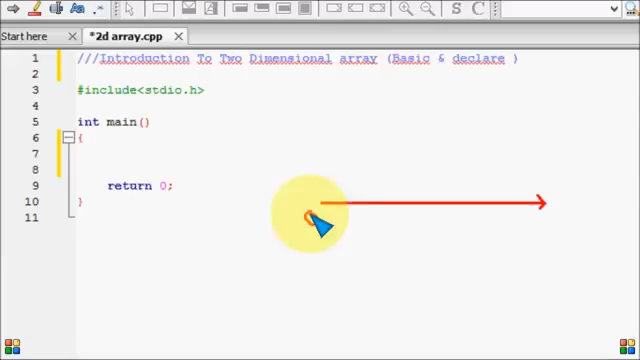 S C
Start here *2d array.cpp
1 ///Introduction To Two Dimensional array (Basic & declare )
2
3 #include<stdio.h>
4
5 int main()
6 {
7
8
9 return 0;
10 }
11